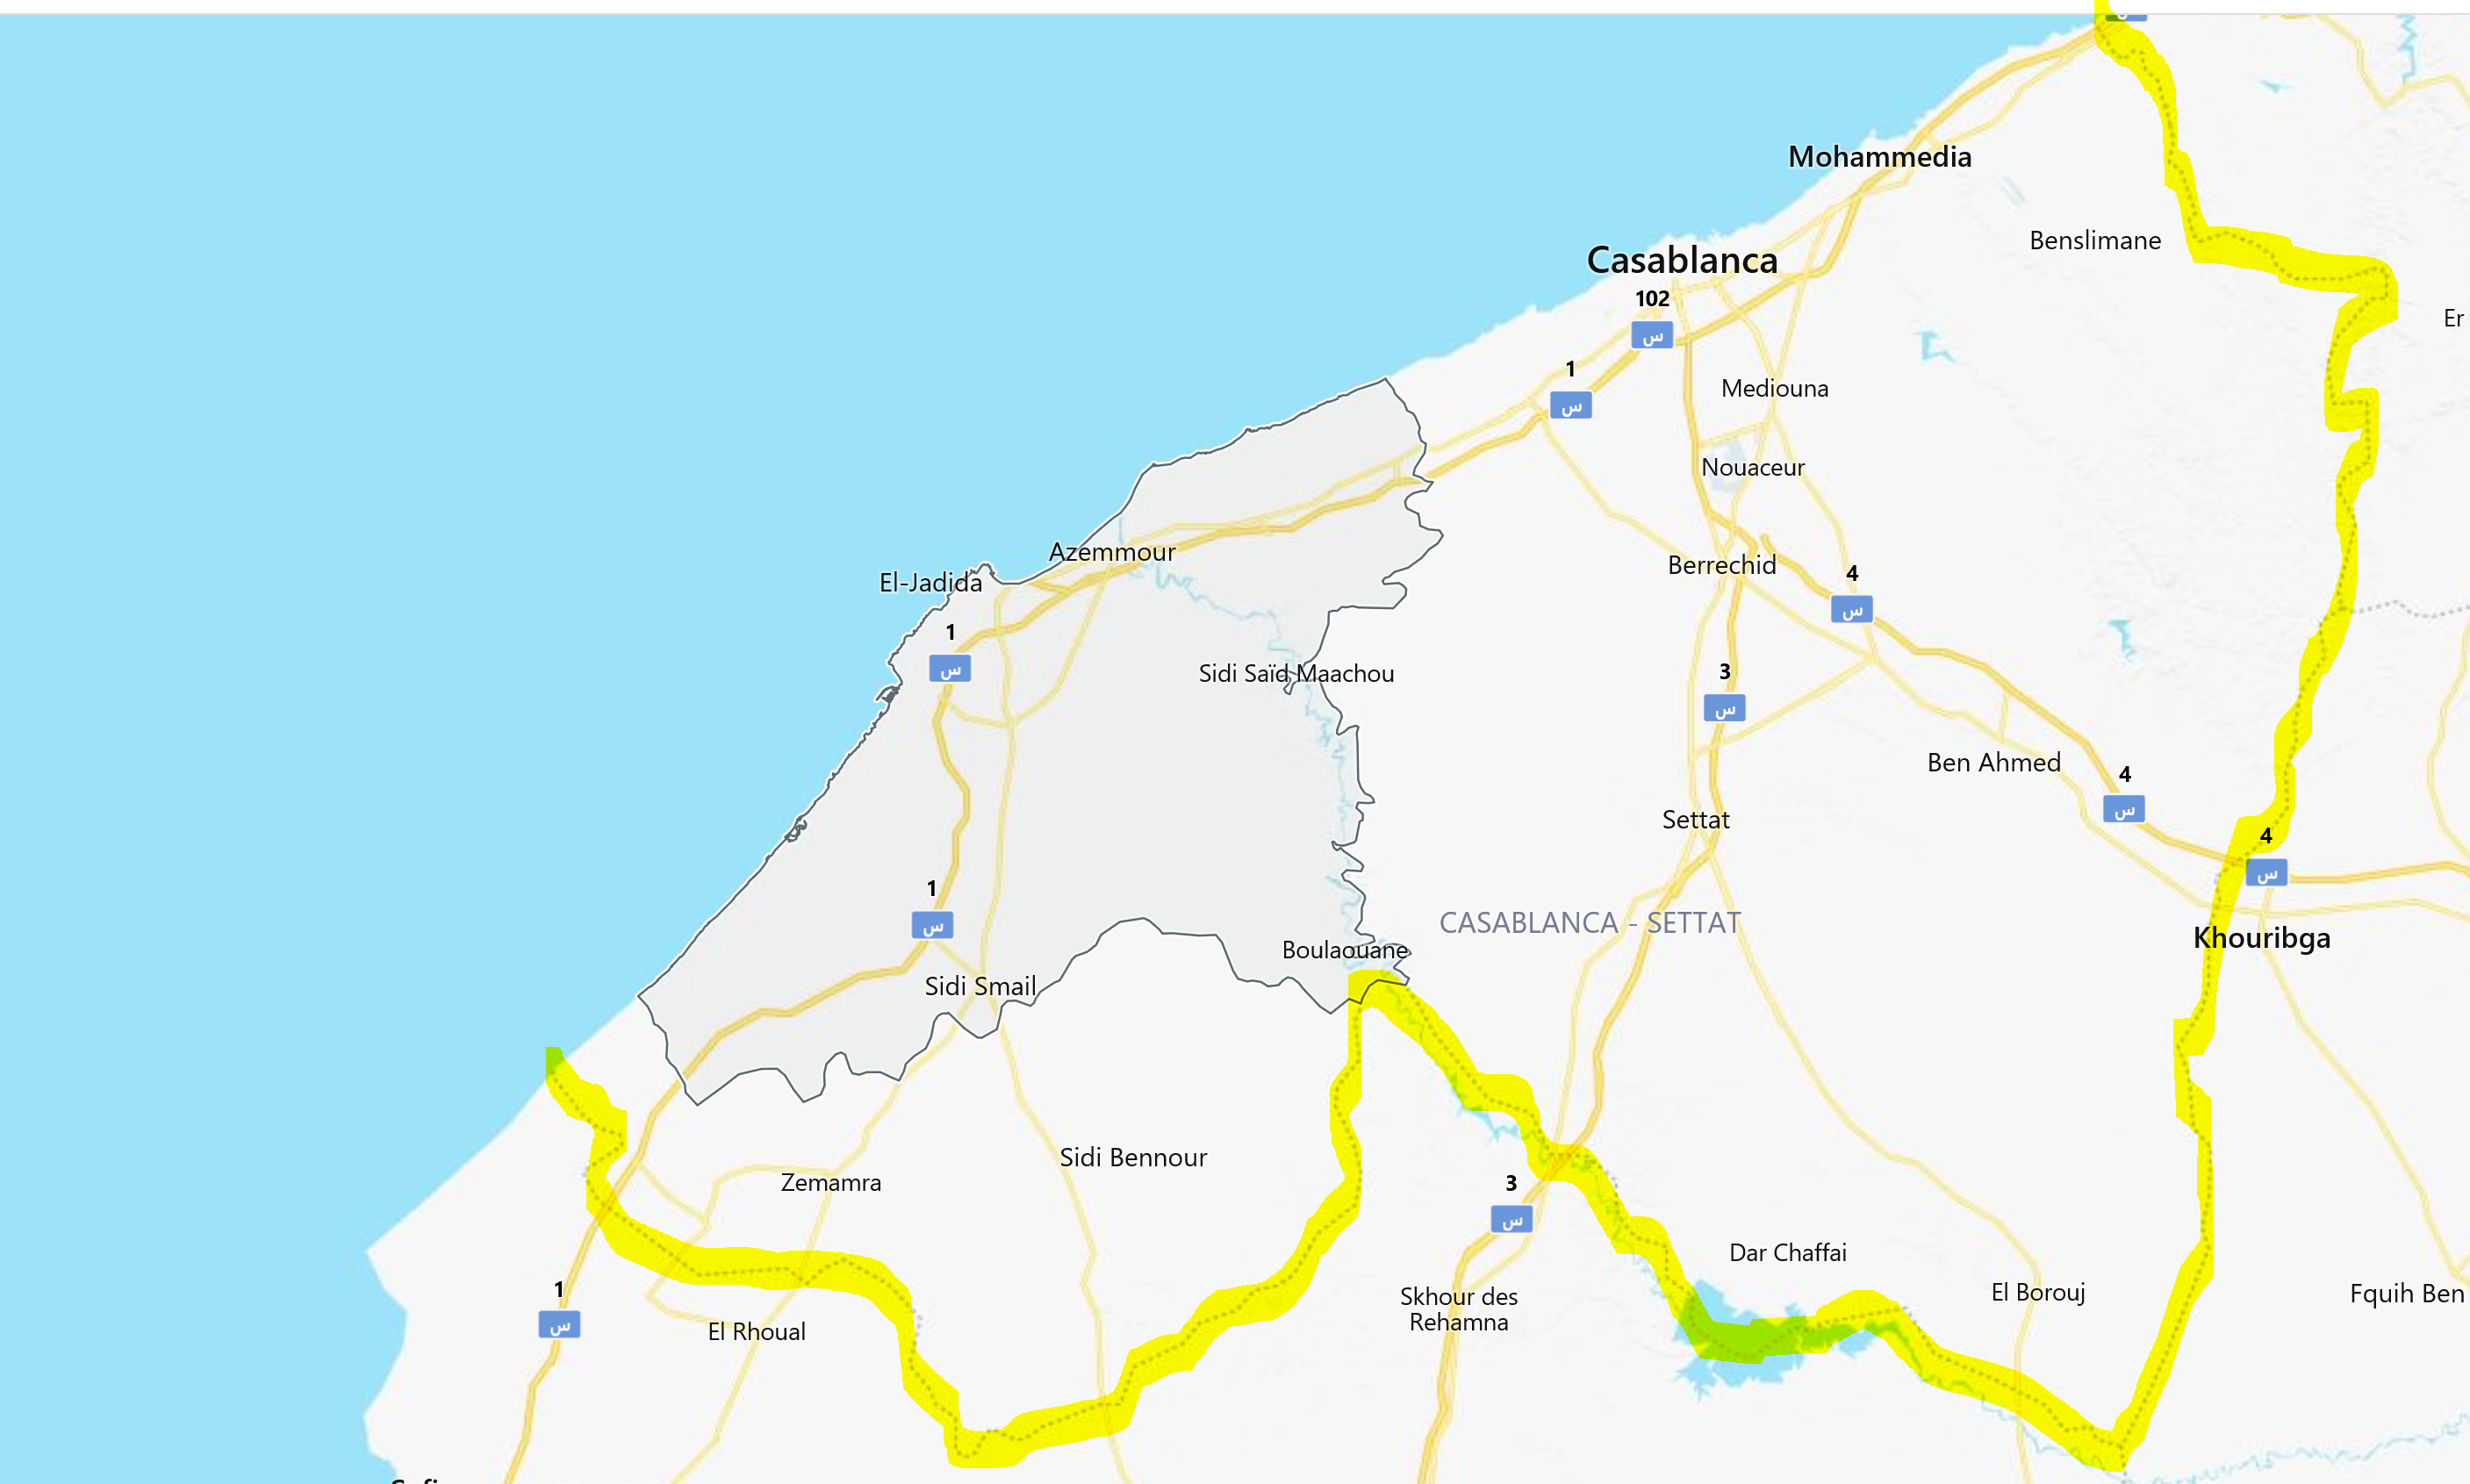 س
Mohammedia
Benslimane
Casablanca
102
س
Er
1
س
Mediouna
Nouaceur
Azemmour
El-Jadida
Berrechid
4
س
1
س
Sidi Saïd Maachou
3
س
Ben Ahmed
4
س
Settat
4
س
1
س
CASABLANCA - SETTAT
Khouribga
Boulaouane
Sidi Smail
Sidi Bennour
Zemamra
3
س
Dar Chaffai
El Borouj
Fquih Ben
1
س
Skhour des
Rehamna
El Rhoual